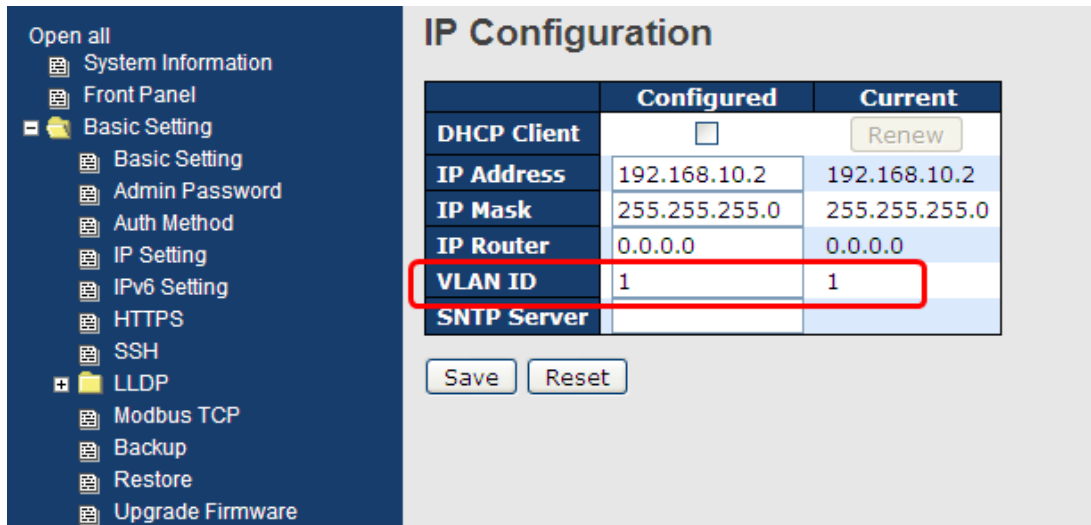 Open all
System Information
Front Panel
Basic Setting
Basic Setting
Admin Password
Auth Method
IP Setting
IPv6 Setting
HTTPS
SSH
LLDP
Modbus TCP
Backup
Restore
Upgrade Firmware
IP Configuration
Configured Current
DHCP Client Renew
IP Address 192.168.10.2 192.168.10.2
IP Mask 255.255.255.0 255.255.255.0
IP Router 0.0.0.0 0.0.0.0
VLAN ID 1 1
SNTP Server
Save Reset